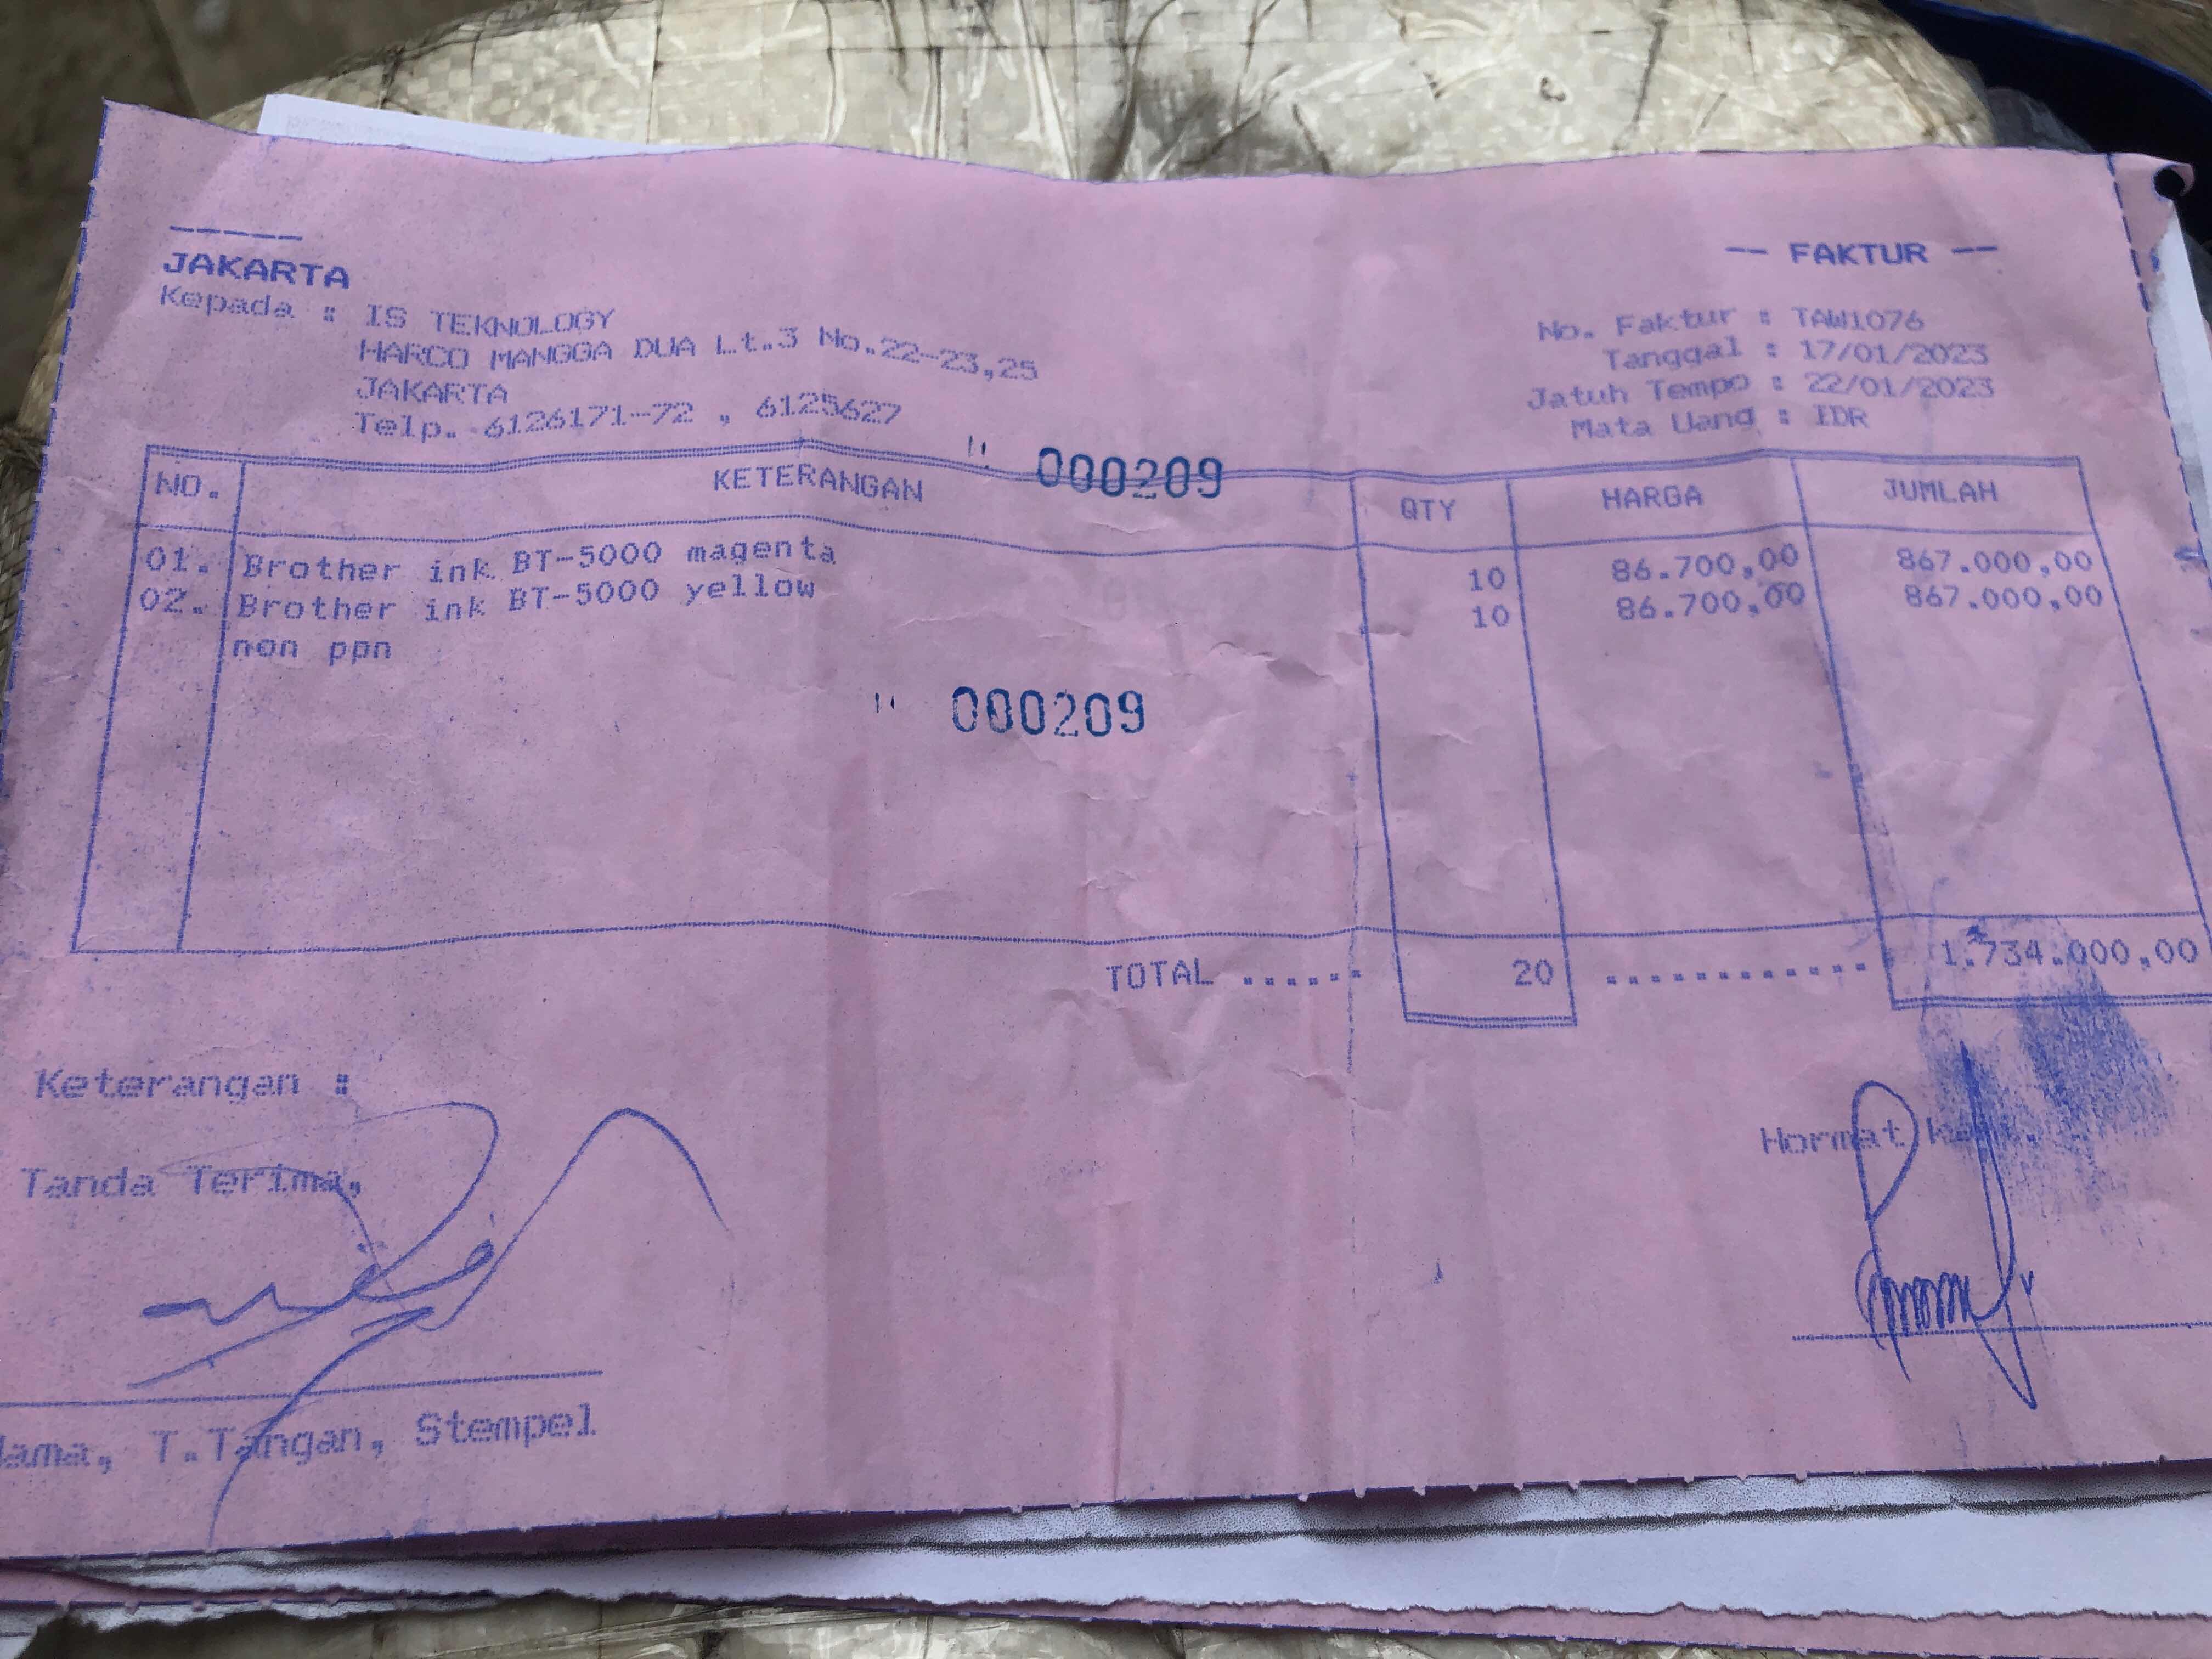 -----
JAKARTA
-- FAKTUR --
Kepada : IS TEKNOLOGY
HARCO MANGGA DUA Lt.3 No.22-23,25
JAKARTA
Telp. 6126171-72 , 6125627
No. Faktur : TAW1076
Tanggal : 17/01/2023
Jatuh Tempo : 22/01/2023
Mata Uang : IDR
000209
NO. KETERANGAN QTY HARGA JUMLAH
01. Brother ink BT-5000 magenta 10 86.700,00 867.000,00
02. Brother ink BT-5000 yellow 10 86.700,00 867.000,00
non ppn
000209
TOTAL ...... 20 ............ 1.734.000,00
Keterangan :
Tanda Terima,
Hormat
T.Tangan, Stempel